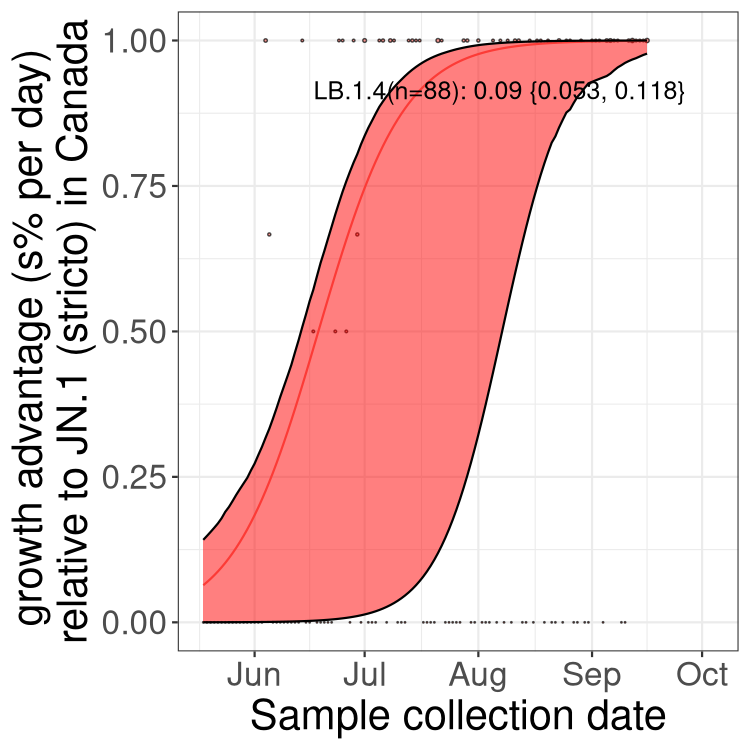 growth advantage (s% per day)
relative to JN.1 (stricto) in Canada
1.00
0.75
0.50
0.25
0.00
LB.1.4(n=88): 0.09 {0.053, 0.118}
Jun Jul Aug Sep Oct
Sample collection date